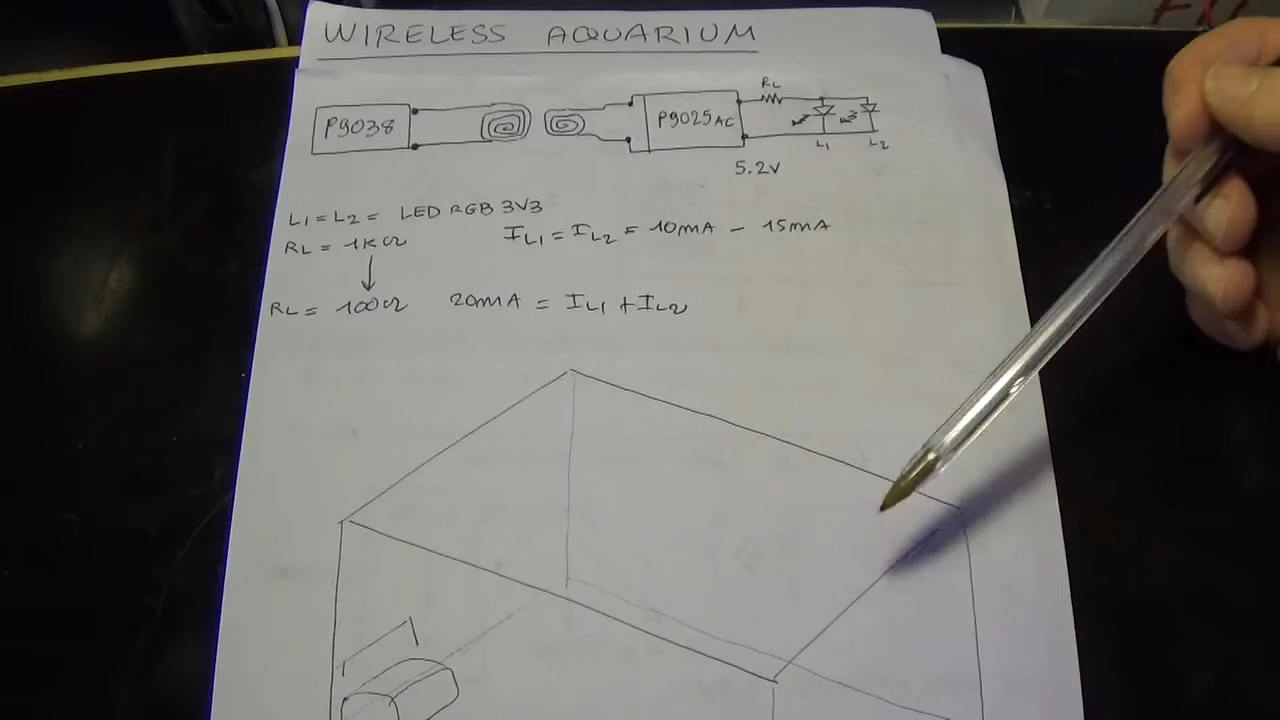 WIRELESS AQUARIUM
RL
P9038
P9025AC
L1 L2
5.2V
L1 = L2 = LED RGB 3V3
RL = 1KΩ IL1 = IL2 = 10mA - 15mA
RL = 100Ω 20mA = IL1 + IL2